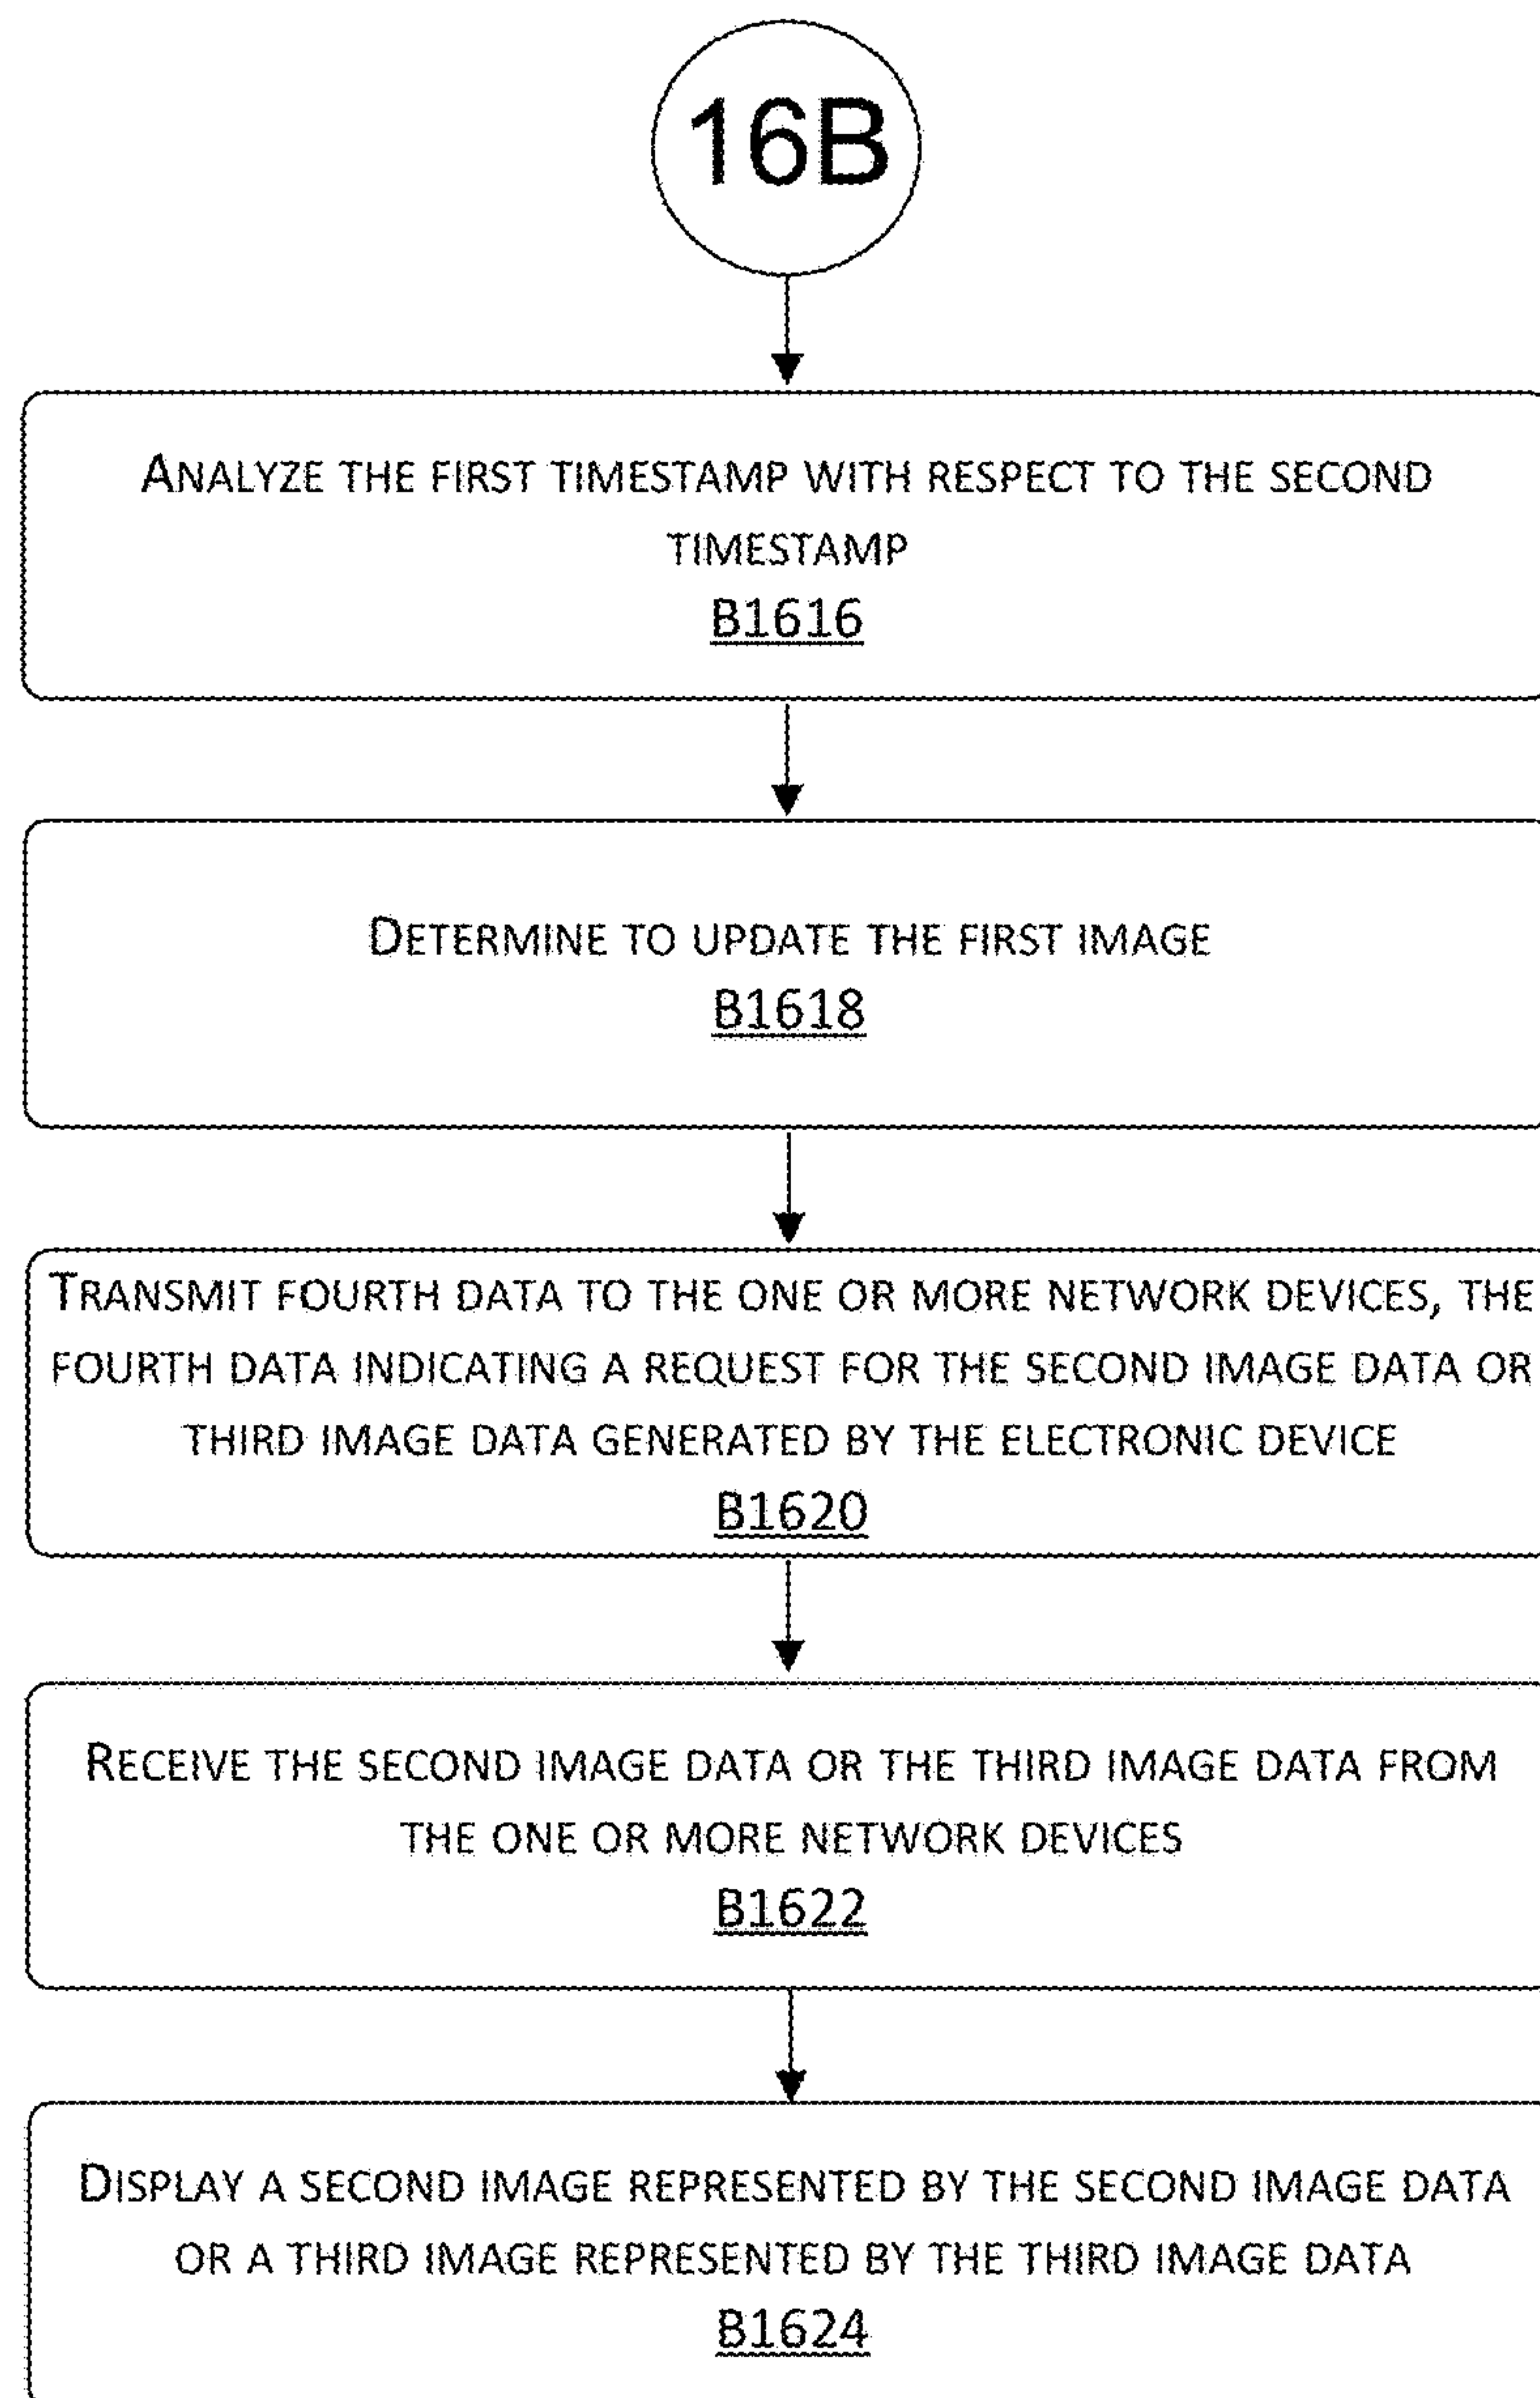 16B
ANALYZE THE FIRST TIMESTAMP WITH RESPECT TO THE SECOND
TIMESTAMP
B1616
DETERMINE TO UPDATE THE FIRST IMAGE
B1618
TRANSMIT FOURTH DATA TO THE ONE OR MORE NETWORK DEVICES, THE
FOURTH DATA INDICATING A REQUEST FOR THE SECOND IMAGE DATA OR
THIRD IMAGE DATA GENERATED BY THE ELECTRONIC DEVICE
B1620
RECEIVE THE SECOND IMAGE DATA OR THE THIRD IMAGE DATA FROM
THE ONE OR MORE NETWORK DEVICES
B1622
DISPLAY A SECOND IMAGE REPRESENTED BY THE SECOND IMAGE DATA
OR A THIRD IMAGE REPRESENTED BY THE THIRD IMAGE DATA
B1624